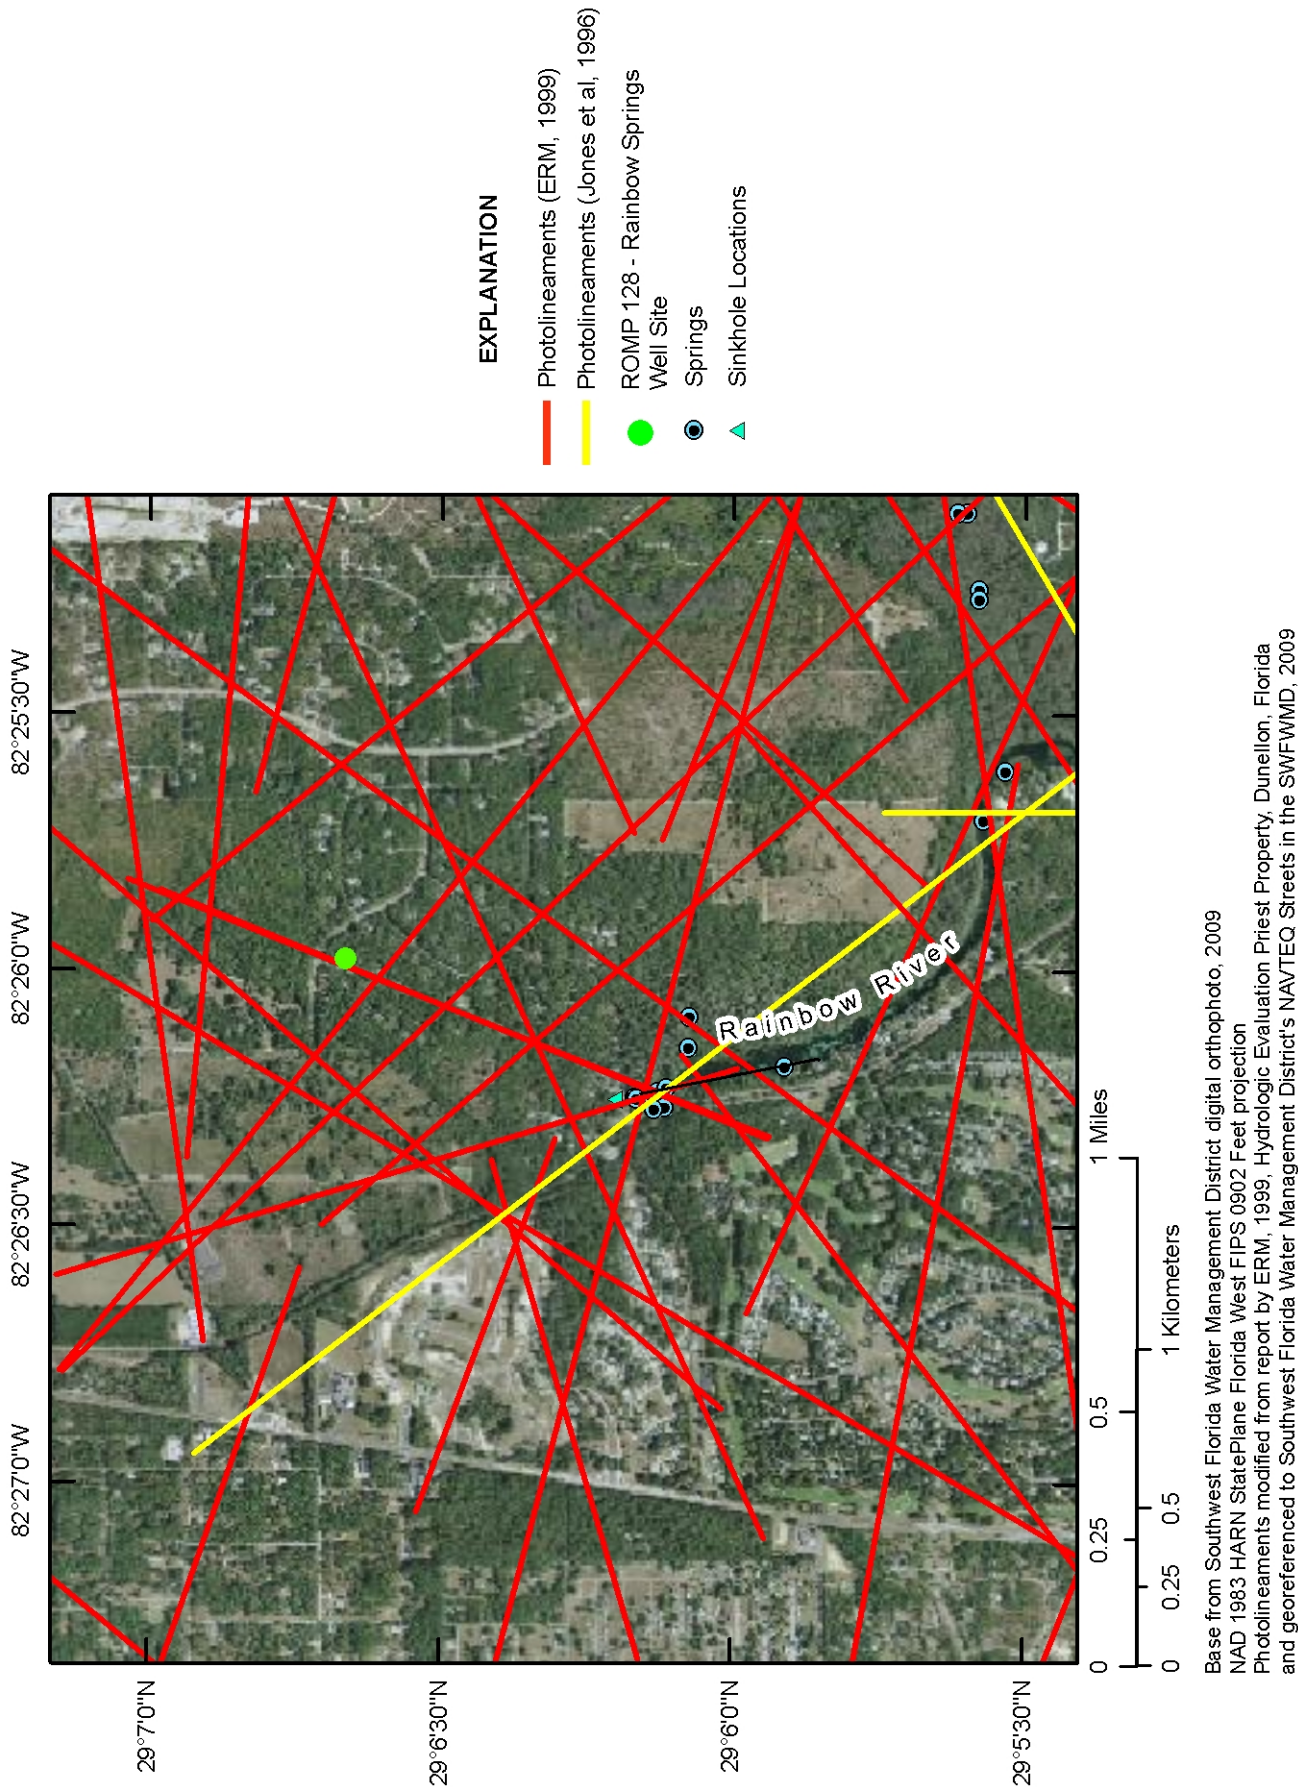 82°27'0"W
82°26'30"W
82°26'0"W
82°25'30"W
29°7'0"N
29°6'30"N
29°6'0"N
29°5'30"N
Rainbow River
EXPLANATION
Photolineaments (ERM, 1999)
Photolineaments (Jones et al, 1996)
ROMP 128 - Rainbow Springs
Well Site
Springs
Sinkhole Locations
0 0.25 0.5 1 Miles
0 0.25 0.5 1 Kilometers
Base from Southwest Florida Water Management District digital orthophoto, 2009
NAD 1983 HARN StatePlane Florida West FIPS 0902 Feet projection
Photolineaments modified from report by ERM, 1999, Hydrologic Evaluation Priest Property, Dunellon, Florida
and georeferenced to Southwest Florida Water Management District's NAVTEQ Streets in the SWFWMD, 2009